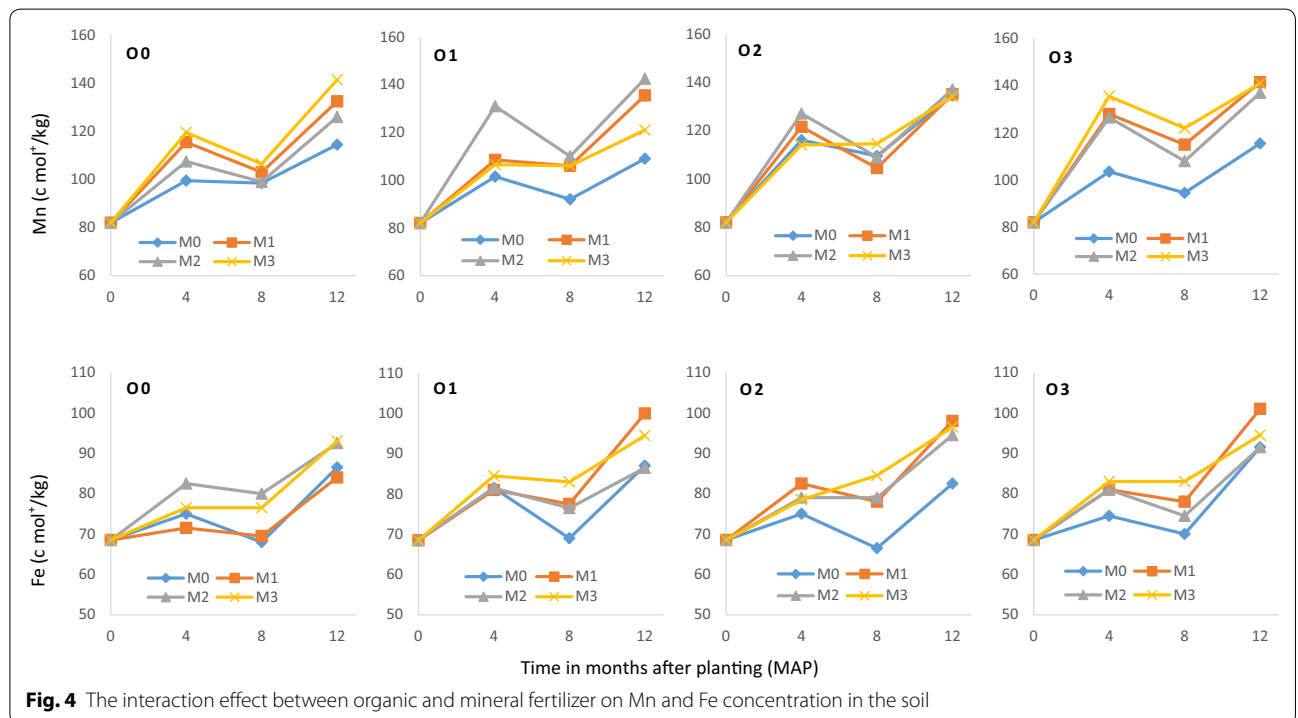 O0
O1
O2
O3
Mn (c mol⁺/kg)
160
140
120
100
80
60
0 4 8 12
M0 M1
M2 M3
160
140
120
100
80
60
0 4 8 12
M0 M1
M2 M3
160
140
120
100
80
60
0 4 8 12
M0 M1
M2 M3
160
140
120
100
80
60
0 4 8 12
M0 M1
M2 M3
O0
O1
O2
O3
Fe (c mol⁺/kg)
110
100
90
80
70
60
50
0 4 8 12
M0 M1
M2 M3
110
100
90
80
70
60
50
0 4 8 12
M0 M1
M2 M3
110
100
90
80
70
60
50
0 4 8 12
M0 M1
M2 M3
110
100
90
80
70
60
50
0 4 8 12
M0 M1
M2 M3
Time in months after planting (MAP)
Fig. 4 The interaction effect between organic and mineral fertilizer on Mn and Fe concentration in the soil